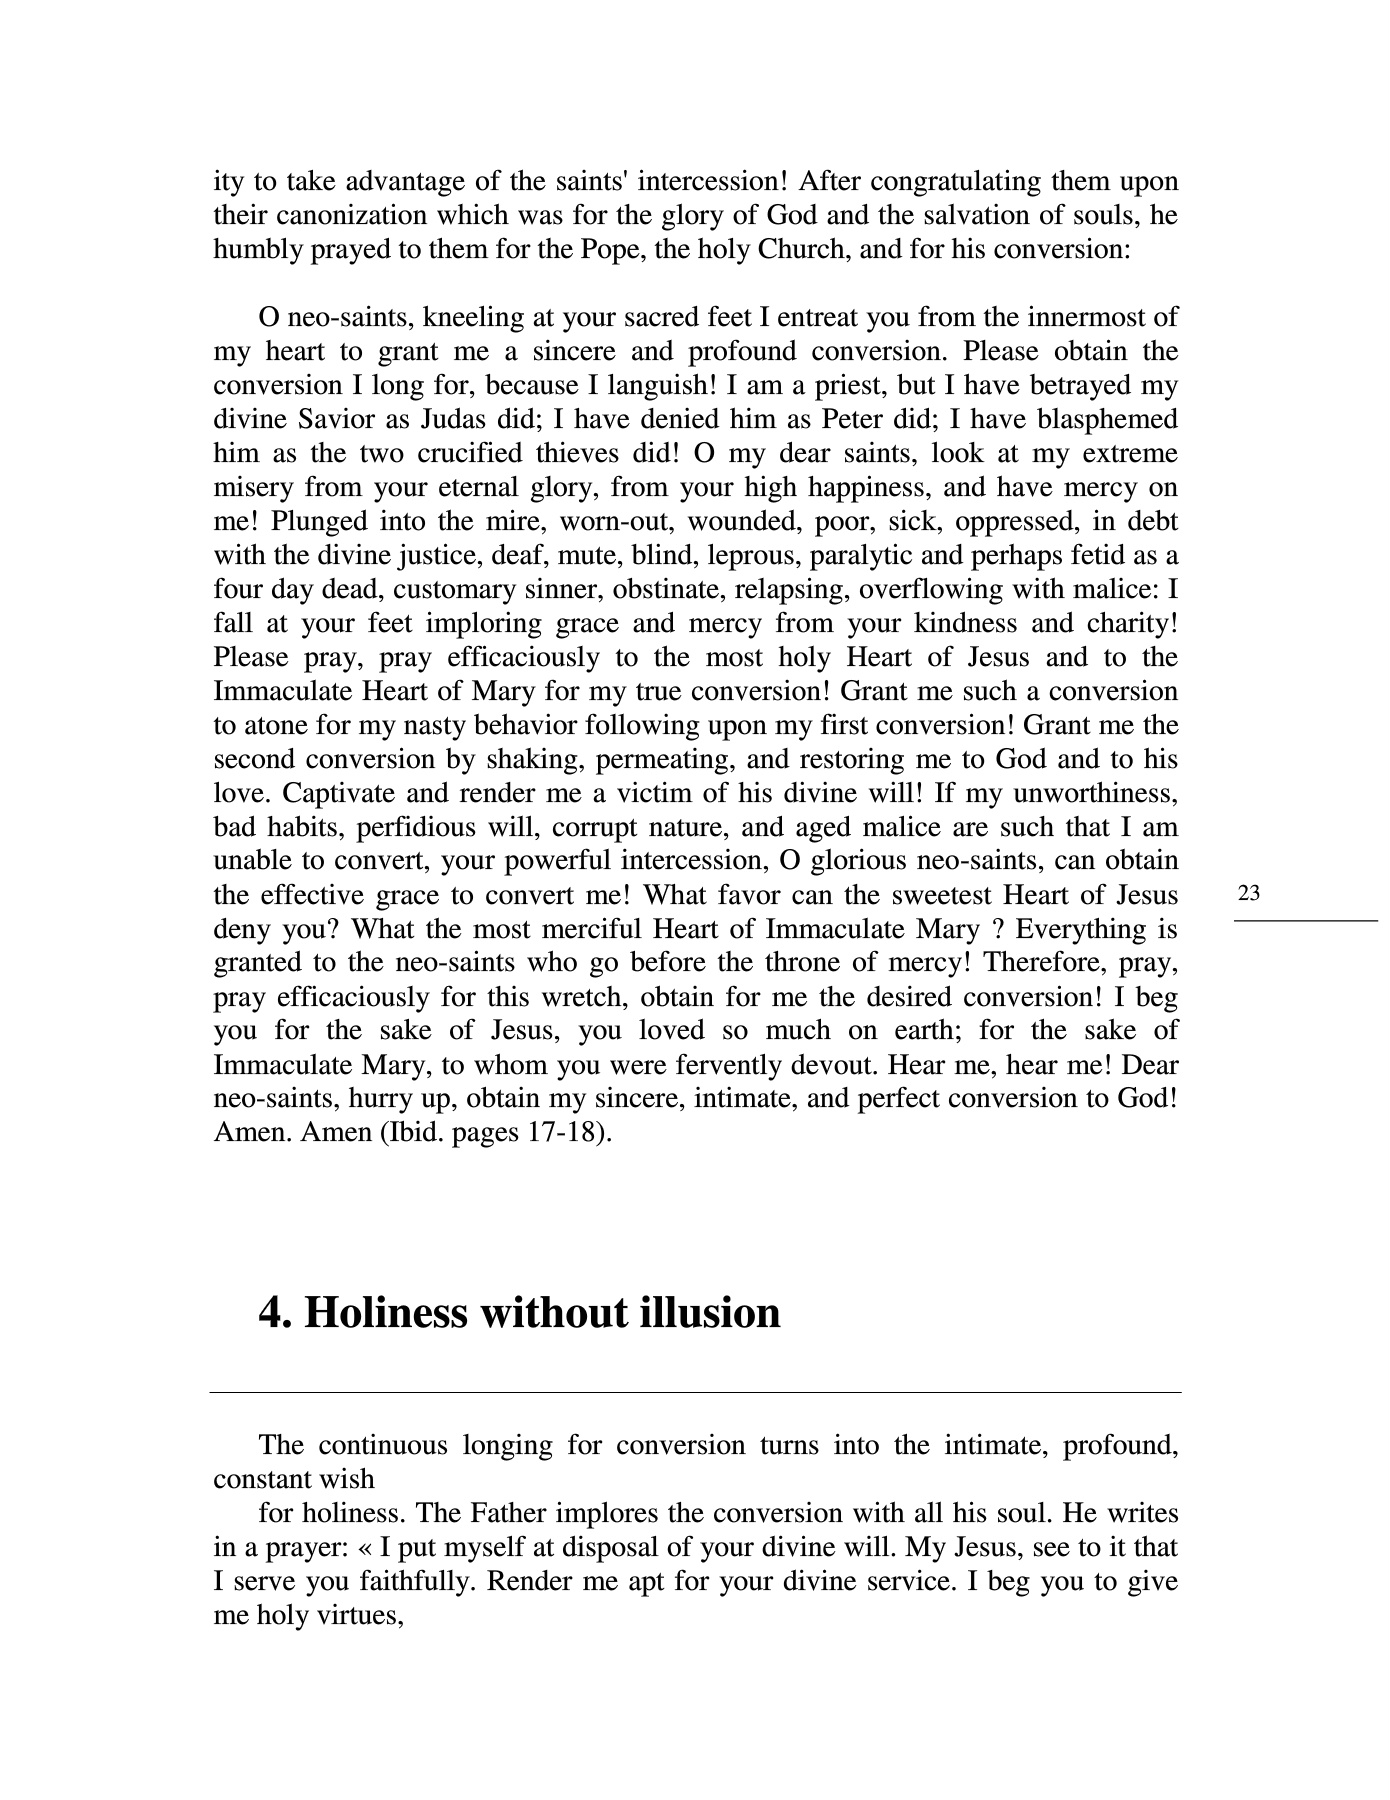 ity to take advantage of the saints' intercession! After congratulating them upon
their canonization which was for the glory of God and the salvation of souls, he
humbly prayed to them for the Pope, the holy Church, and for his conversion:
O neo-saints, kneeling at your sacred feet I entreat you from the innermost of
my heart to grant me a sincere and profound conversion. Please obtain the
conversion I long for, because I languish! I am a priest, but I have betrayed my
divine Savior as Judas did; I have denied him as Peter did; I have blasphemed
him as the two crucified thieves did! O my dear saints, look at my extreme
misery from your eternal glory, from your high happiness, and have mercy on
me! Plunged into the mire, worn-out, wounded, poor, sick, oppressed, in debt
with the divine justice, deaf, mute, blind, leprous, paralytic and perhaps fetid as a
four day dead, customary sinner, obstinate, relapsing, overflowing with malice: I
fall at your feet imploring grace and mercy from your kindness and charity!
Please pray, pray efficaciously to the most holy Heart of Jesus and to the
Immaculate Heart of Mary for my true conversion! Grant me such a conversion
to atone for my nasty behavior following upon my first conversion! Grant me the
second conversion by shaking, permeating, and restoring me to God and to his
love. Captivate and render me a victim of his divine will! If my unworthiness,
bad habits, perfidious will, corrupt nature, and aged malice are such that I am
unable to convert, your powerful intercession, O glorious neo-saints, can obtain
the effective grace to convert me! What favor can the sweetest Heart of Jesus
deny you? What the most merciful Heart of Immaculate Mary ? Everything is
granted to the neo-saints who go before the throne of mercy! Therefore, pray,
pray efficaciously for this wretch, obtain for me the desired conversion! I beg
you for the sake of Jesus, you loved so much on earth; for the sake of
Immaculate Mary, to whom you were fervently devout. Hear me, hear me! Dear
neo-saints, hurry up, obtain my sincere, intimate, and perfect conversion to God!
Amen. Amen (Ibid. pages 17-18).
23
4. Holiness without illusion
The continuous longing for conversion turns into the intimate, profound,
constant wish
for holiness. The Father implores the conversion with all his soul. He writes
in a prayer: « I put myself at disposal of your divine will. My Jesus, see to it that
I serve you faithfully. Render me apt for your divine service. I beg you to give
me holy virtues,